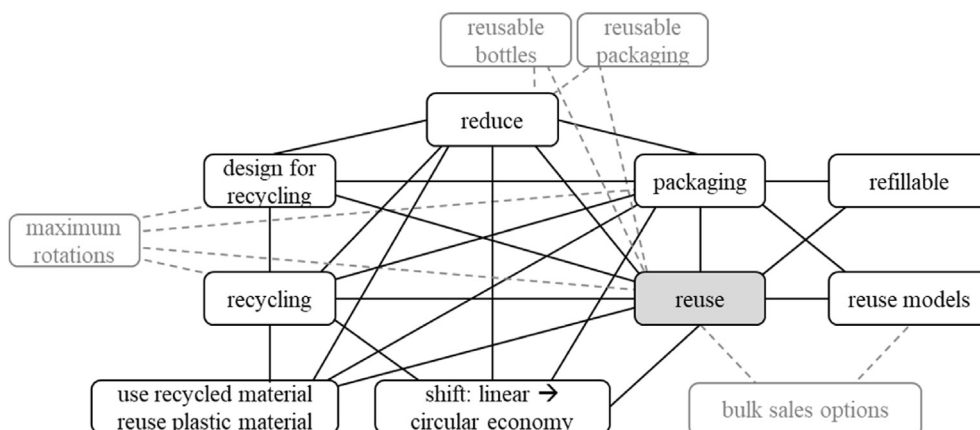 reusable
bottles
reusable
packaging
reduce
design for
recycling
packaging
refillable
maximum
rotations
recycling
reuse
reuse models
use recycled material
reuse plastic material
shift: linear →
circular economy
bulk sales options